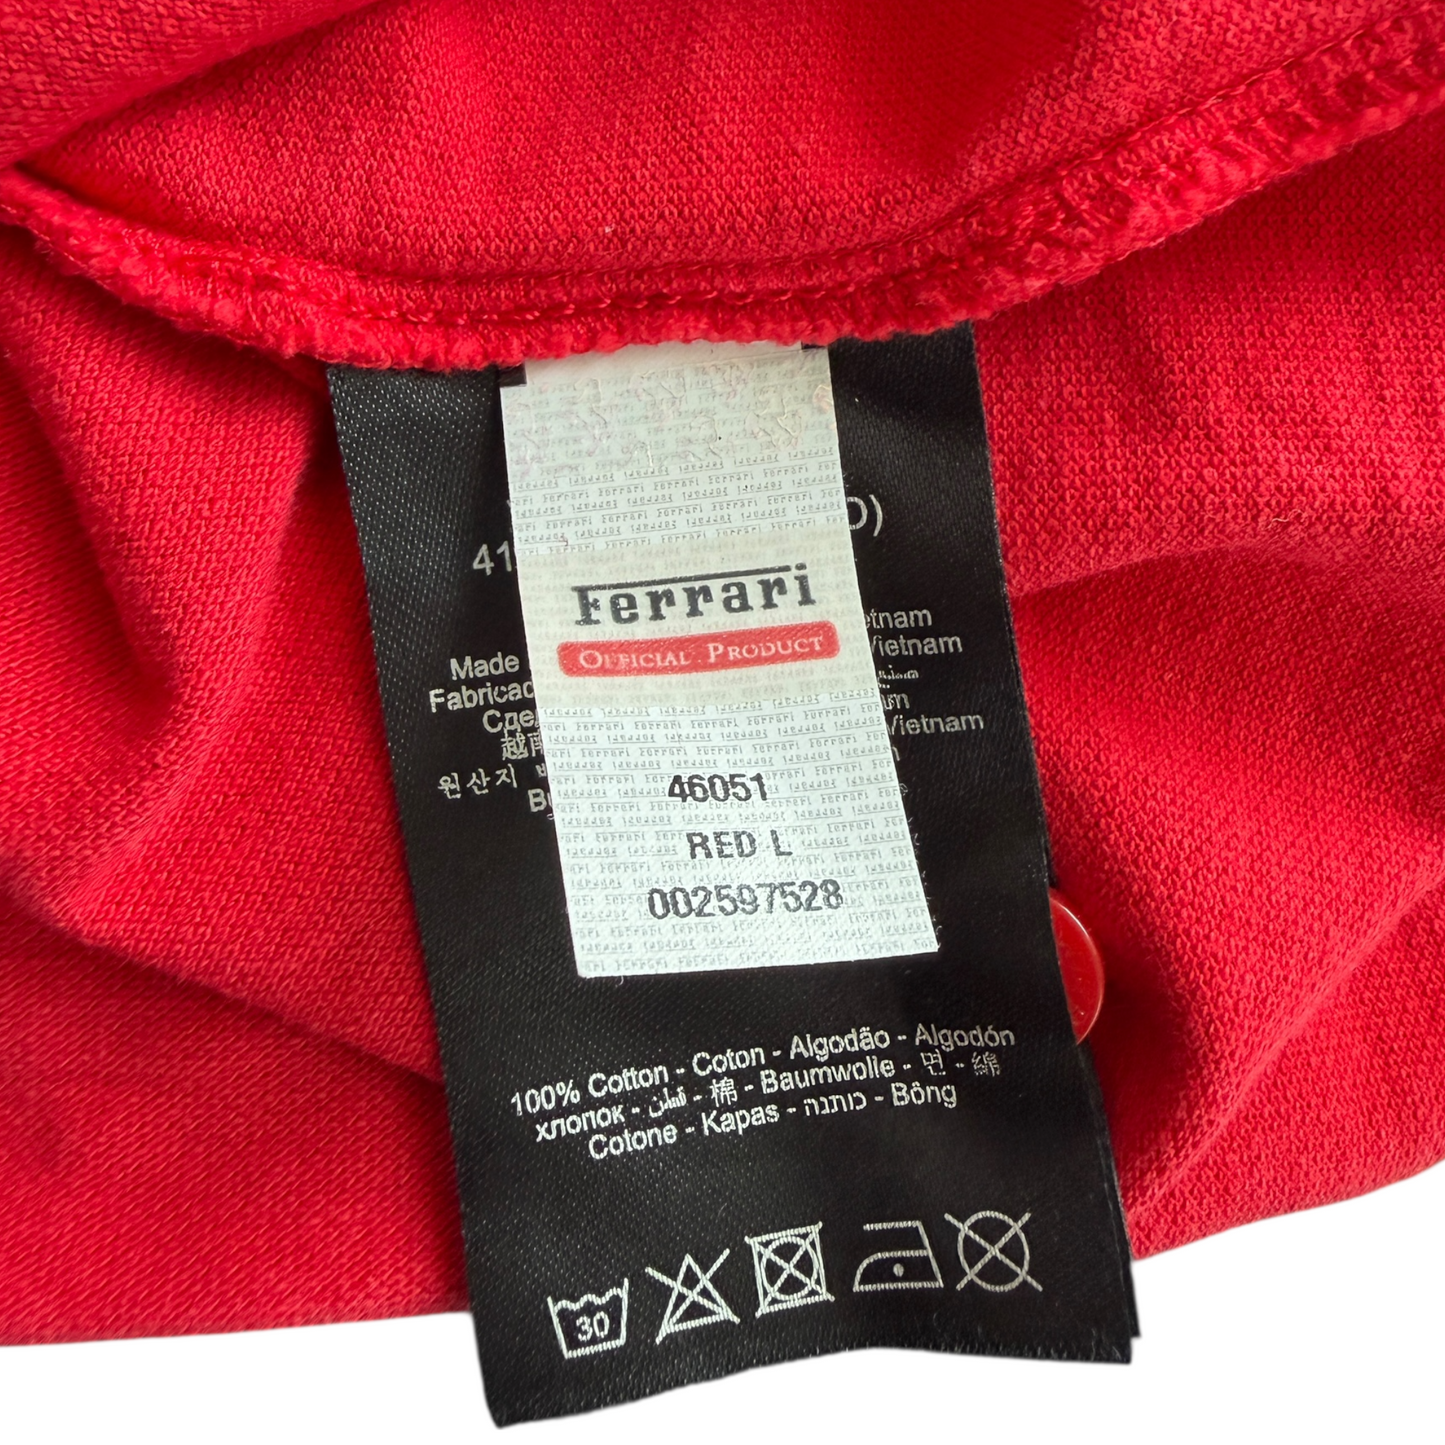 41
D)
Ferrari
OFFICIAL PRODUCT
Made
etnam
Fabricad
Vietnam
Сдел
越
Vietnam
원산지
46051
RED L
002597528
100% Cotton - Coton - Algodão - Algodón
хлопок - قطن - 棉 - Baumwolle - 면 - 綿
Cotone - Kapas - כותנה - Bông
30